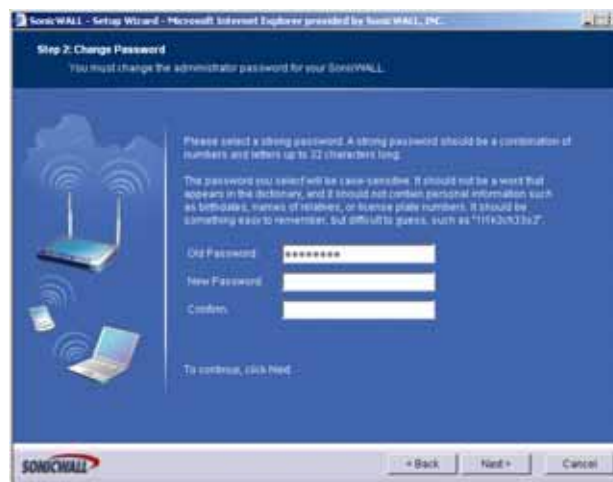 SonicWALL - Setup Wizard - Microsoft Internet Explorer provided by SonicWALL, INC.
Step 2: Change Password
You must change the administrator password for your SonicWALL.
Please select a strong password. A strong password should be a combination of
numbers and letters up to 32 characters long.
The password you select will be case-sensitive. It should not be a word that
appears in the dictionary, and it should not contain personal information such
as birthdates, names of relatives, or license plate numbers. It should be
something easy to remember, but difficult to guess, such as
Old Password:
********
New Password:
Confirm:
To continue, click Next.
SONICWALL
< Back
Next >
Cancel